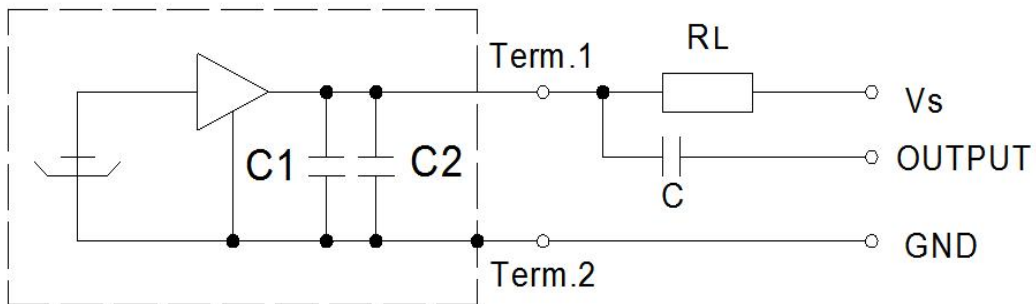 RL
Term.1
Vs
C1
C2
OUTPUT
C
GND
Term.2